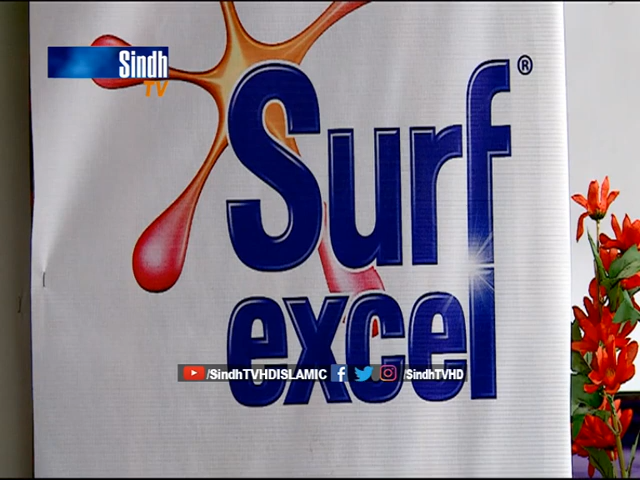 Sindh
TV
Surf®
excel
/SindhTVHDISLAMIC /SindhTVHD